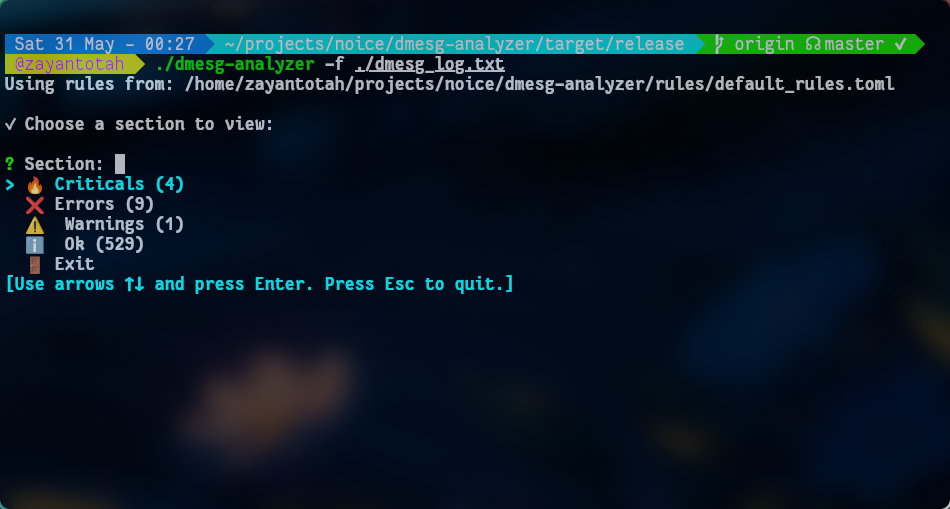 Sat 31 May - 00:27 ~/projects/noice/dmesg-analyzer/target/release origin master ✓
@zayantotah ./dmesg-analyzer -f ./dmesg_log.txt
Using rules from: /home/zayantotah/projects/noice/dmesg-analyzer/rules/default_rules.toml
✓ Choose a section to view:
? Section:
> 🔥 Criticals (4)
❌ Errors (9)
⚠️ Warnings (1)
ℹ️ Ok (529)
🚪 Exit
[Use arrows ↑↓ and press Enter. Press Esc to quit.]